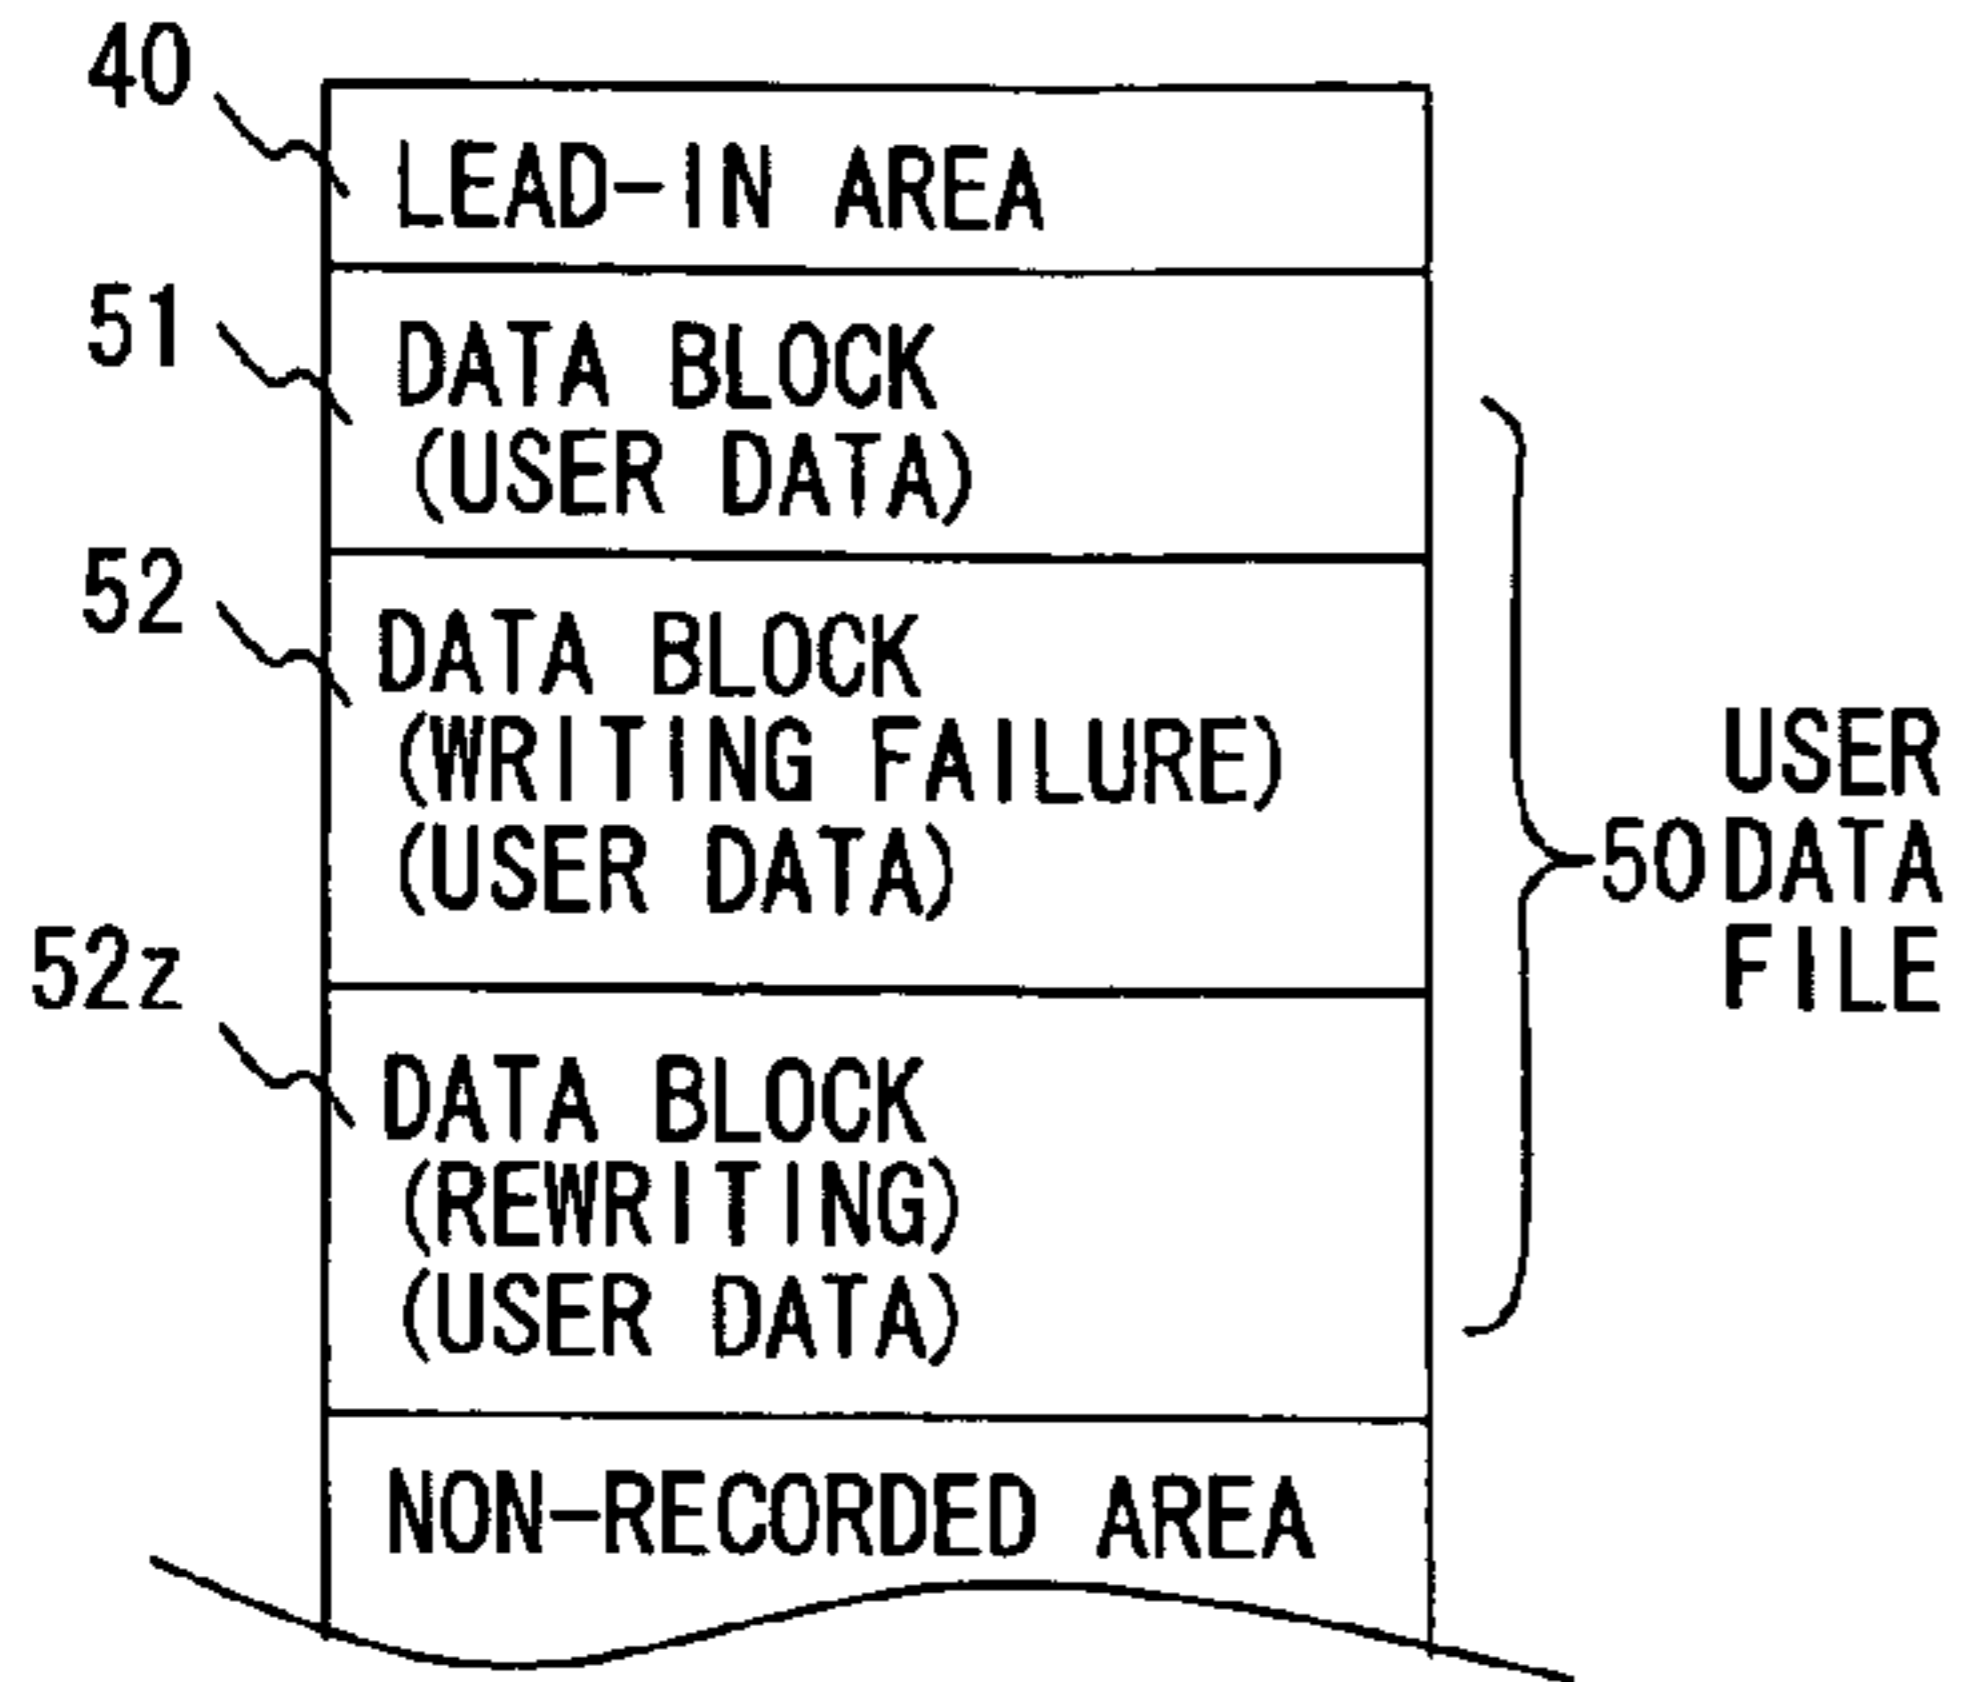 40
LEAD-IN AREA
51
DATA BLOCK
(USER DATA)
52
DATA BLOCK
(WRITING FAILURE)
(USER DATA)
52z
DATA BLOCK
(REWRITING)
(USER DATA)
NON-RECORDED AREA
50
USER
DATA
FILE